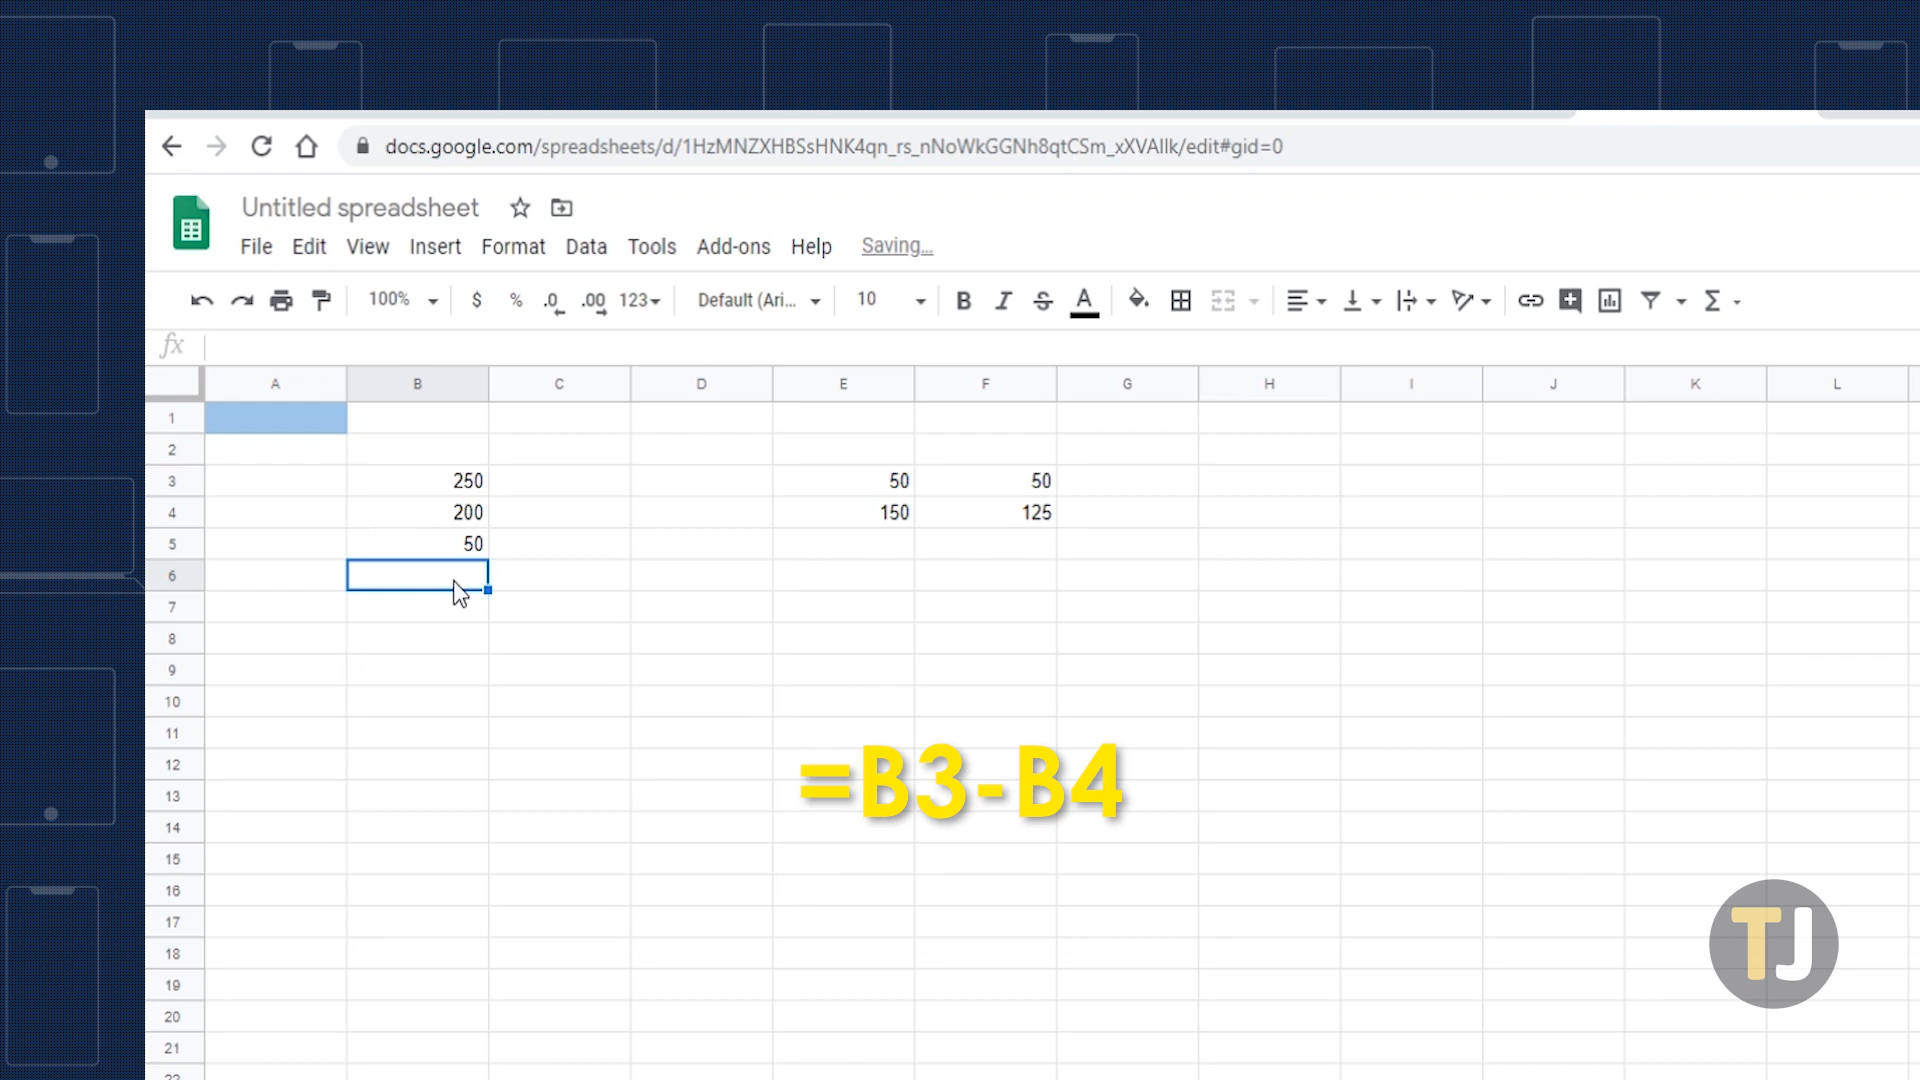 docs.google.com/spreadsheets/d/1HzMNZXHBSsHNK4qn_rs_nNoWkGGNh8qtCSm_xXVAIlk/edit#gid=0
Untitled spreadsheet
File Edit View Insert Format Data Tools Add-ons Help Saving...
100% $ % .0 .00 123 Default (Ari... 10 B I S A Σ
fx
A B C D E F G H I J K L
1
2
3 250 50 50
4 200 150 125
5 50
6
7
8
9
10
11
12
=B3-B4
13
14
15
16
17
18
TJ
19
20
21
22